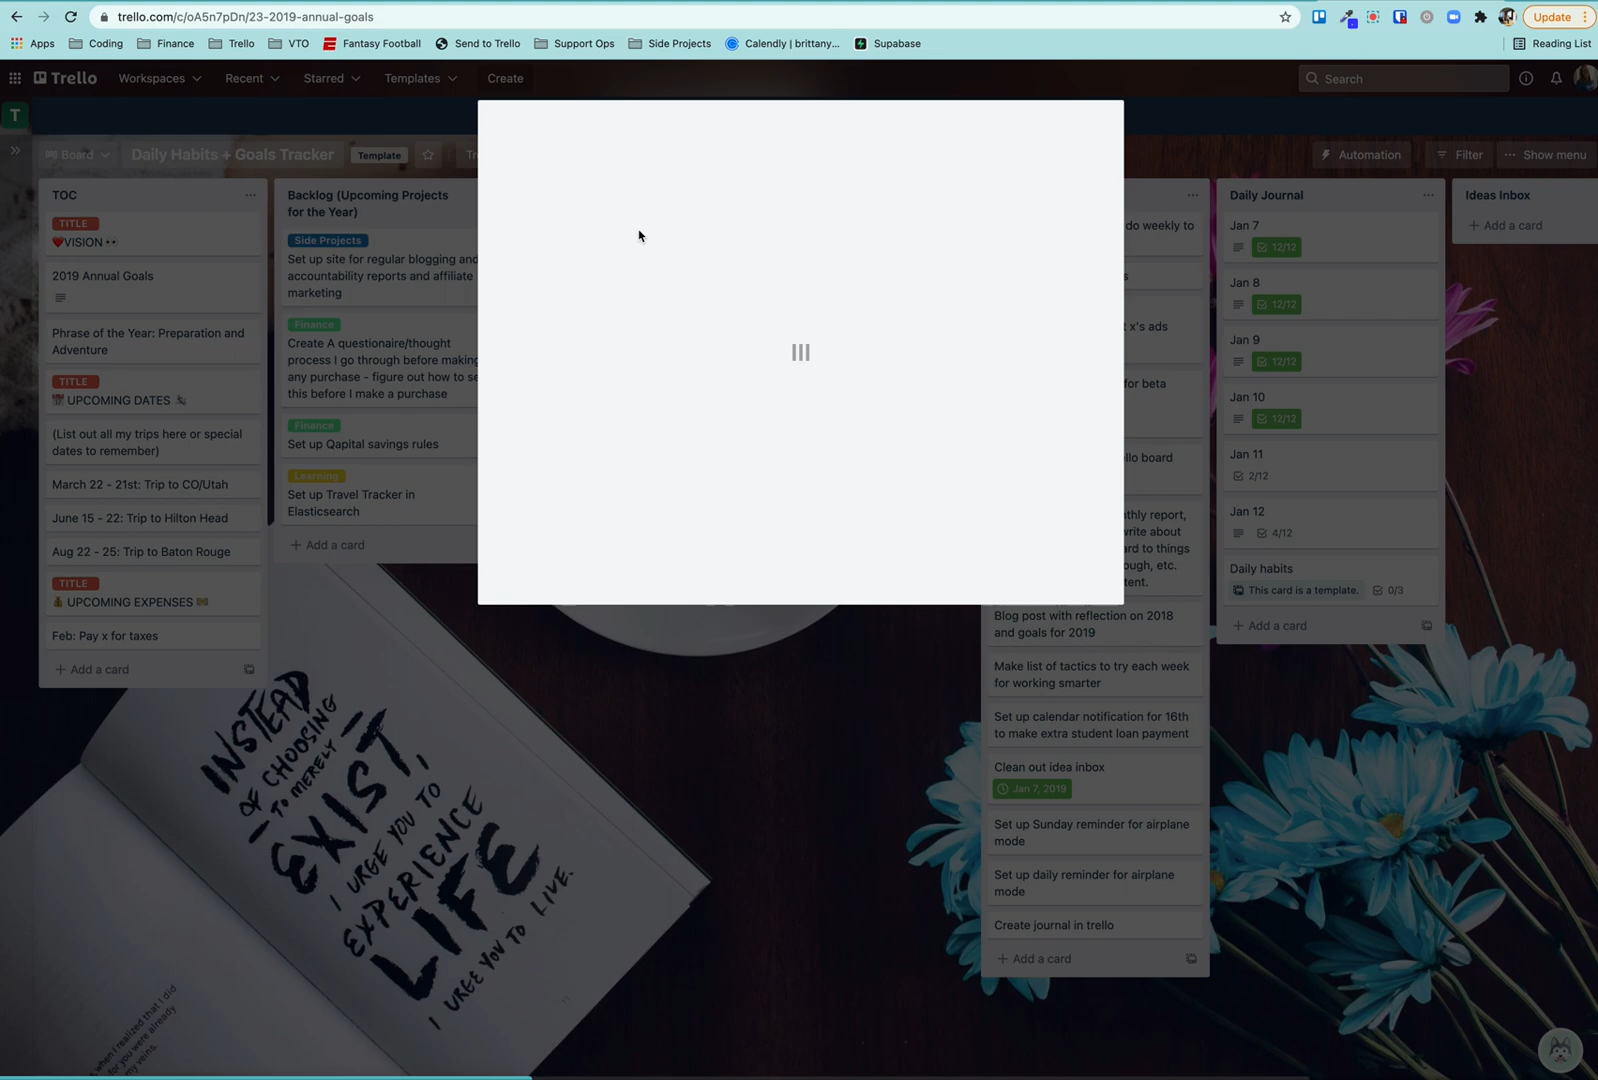 trello.com/c/oA5n7pDn/23-2019-annual-goals
Update
Apps
Coding
Finance
Trello
VTO
Fantasy Football
Send to Trello
Support Ops
Side Projects
Calendly | brittany...
Supabase
Reading List
Trello
Workspaces
Recent
Starred
Templates
Create
Search
T
Board
Daily Habits + Goals Tracker
Template
Automation
Filter
Show menu
TOC
TITLE
❤️VISION 👀
2019 Annual Goals
Phrase of the Year: Preparation and
Adventure
TITLE
UPCOMING DATES
(List out all my trips here or special
dates to remember)
March 22 - 21st: Trip to CO/Utah
June 15 - 22: Trip to Hilton Head
Aug 22 - 25: Trip to Baton Rouge
TITLE
💰 UPCOMING EXPENSES 💵
Feb: Pay x for taxes
+ Add a card
Backlog (Upcoming Projects
for the Year)
Side Projects
Set up site for regular blogging and
accountability reports and affiliate
marketing
Finance
Create A questionaire/thought
process I go through before making
any purchase - figure out how to se
this before I make a purchase
Finance
Set up Qapital savings rules
Learning
Set up Travel Tracker in
Elasticsearch
+ Add a card
do weekly to
s
t x's ads
for beta
llo board
nthly report,
write about
ard to things
ough, etc.
tent.
Blog post with reflection on 2018
and goals for 2019
Make list of tactics to try each week
for working smarter
Set up calendar notification for 16th
to make extra student loan payment
Clean out idea inbox
Jan 7, 2019
Set up Sunday reminder for airplane
mode
Set up daily reminder for airplane
mode
Create journal in trello
+ Add a card
Daily Journal
Jan 7
12/12
Jan 8
12/12
Jan 9
12/12
Jan 10
12/12
Jan 11
2/12
Jan 12
4/12
Daily habits
This card is a template.
0/3
+ Add a card
Ideas Inbox
+ Add a card
INSTEAD
OF CHOOSING
TO MERELY
EXIST,
I URGE YOU TO
EXPERIENCE
LIFE
I URGE YOU TO LIVE.
when I realized that I did
for you were already
my veins.